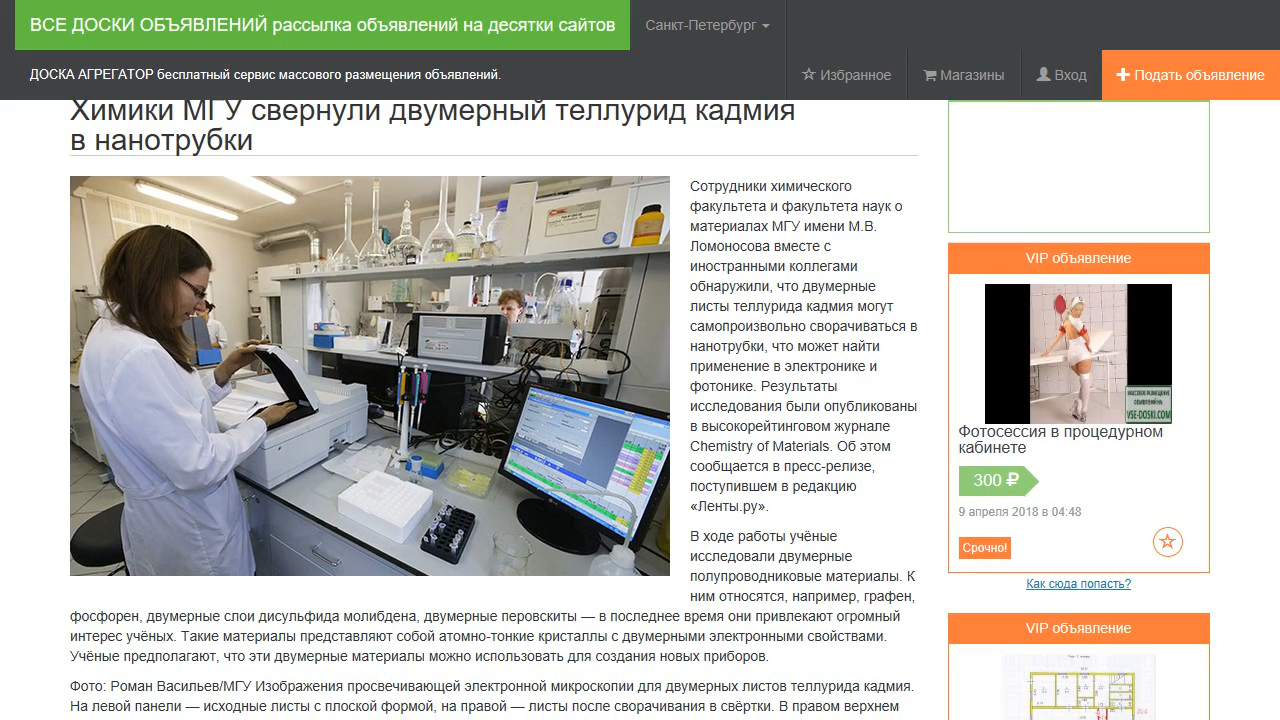 ВСЕ ДОСКИ ОБЪЯВЛЕНИЙ рассылка объявлений на десятки сайтов
Санкт-Петербург
ДОСКА АГРЕГАТОР бесплатный сервис массового размещения объявлений.
Избранное
Магазины
Вход
Подать объявление
Химики МГУ свернули двумерный теллурид кадмия
в нанотрубки
Сотрудники химического
факультета и факультета наук о
материалах МГУ имени М.В.
Ломоносова вместе с
иностранными коллегами
обнаружили, что двумерные
листы теллурида кадмия могут
самопроизвольно сворачиваться в
нанотрубки, что может найти
применение в электронике и
фотонике. Результаты
исследования были опубликованы
в высокорейтинговом журнале
Chemistry of Materials. Об этом
сообщается в пресс-релизе,
поступившем в редакцию
«Ленты.ру».
В ходе работы учёные
исследовали двумерные
полупроводниковые материалы. К
ним относятся, например, графен,
фосфорен, двумерные слои дисульфида молибдена, двумерные перовскиты — в последнее время они привлекают огромный
интерес учёных. Такие материалы представляют собой атомно-тонкие кристаллы с двумерными электронными свойствами.
Учёные предполагают, что эти двумерные материалы можно использовать для создания новых приборов.
Фото: Роман Васильев/МГУ Изображения просвечивающей электронной микроскопии для двумерных листов теллурида кадмия.
На левой панели — исходные листы с плоской формой, на правой — листы после сворачивания в свёртки. В правом верхнем
VIP объявление
МАССОВОЕ РАЗМЕЩЕНИЕ
ОБЪЯВЛЕНИЙ НА
VSE-DOSKI.COM
Фотосессия в процедурном
кабинете
300 ₽
9 апреля 2018 в 04:48
Срочно!
Как сюда попасть?
VIP объявление